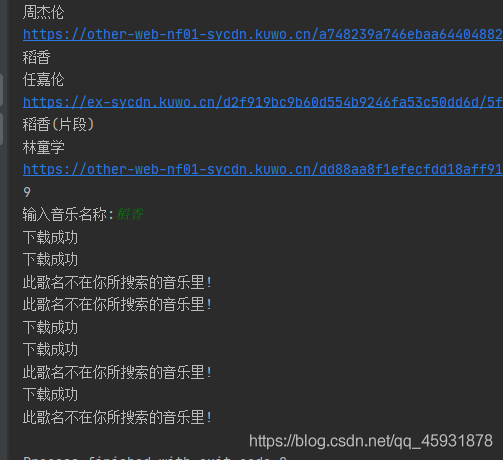 周杰伦
https://other-web-nf01-sycdn.kuwo.cn/a748239a746ebaa64404882
稻香
任嘉伦
https://ex-sycdn.kuwo.cn/d2f919bc9b60d554b9246fa53c50dd6d/5f
稻香(片段)
林童学
https://other-web-nf01-sycdn.kuwo.cn/dd88aa8f1efecfdd18aff91
9
输入音乐名称:稻香
下载成功
下载成功
此歌名不在你所搜索的音乐里!
此歌名不在你所搜索的音乐里!
下载成功
下载成功
此歌名不在你所搜索的音乐里!
下载成功
此歌名不在你所搜索的音乐里!
https://blog.csdn.net/qq_45931878